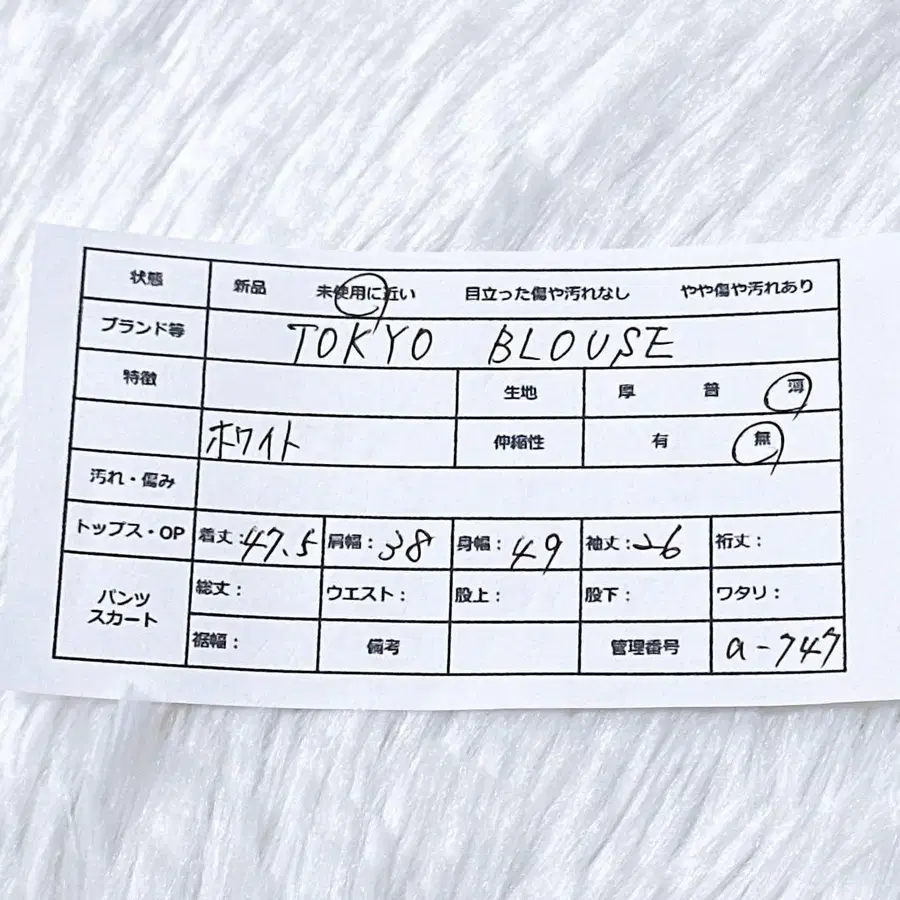 状態 新品 未使用に近い 目立った傷や汚れなし やや傷や汚れあり
ブランド等 TOKYO BLOUSE
特徴 生地 厚 普 薄
ホワイト 伸縮性 有 無
汚れ・傷み
トップス・OP 着丈:47.5 肩幅:38 身幅:49 袖丈:26 裄丈:
パンツ スカート
総丈: ウエスト: 股上: 股下: ワタリ:
裾幅: 備考 管理番号 a-747